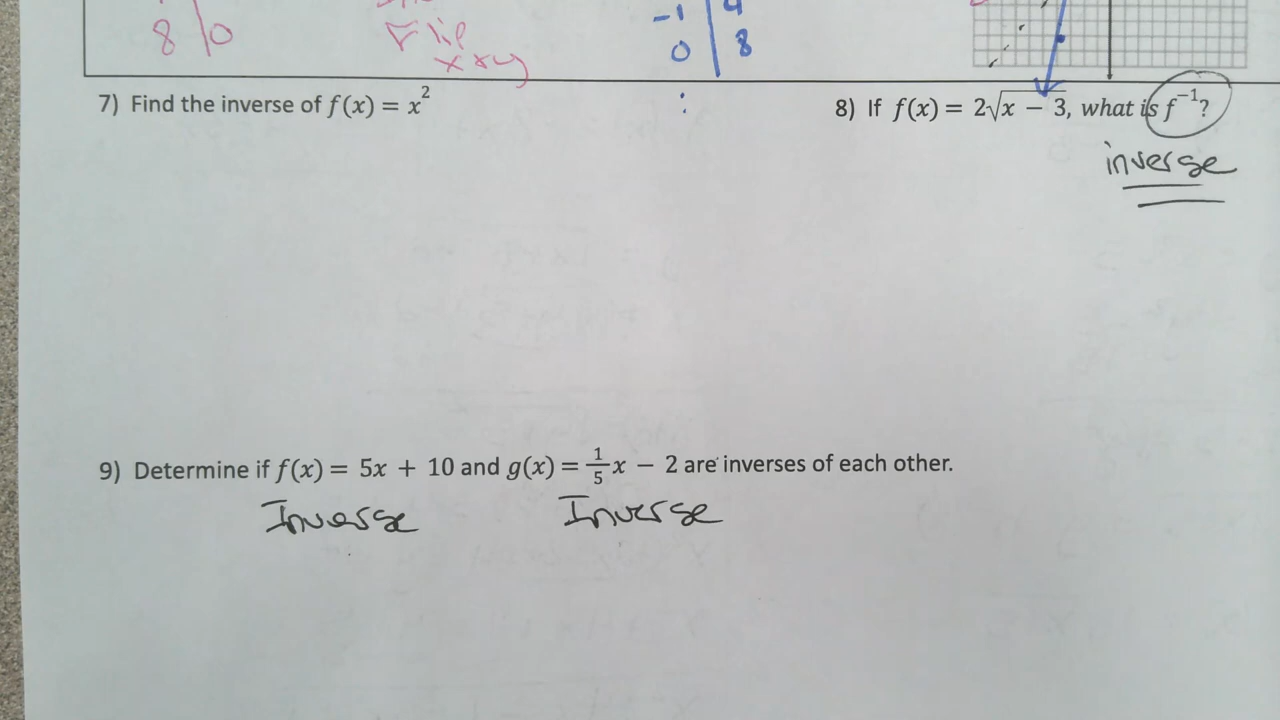 8 | 0
Flip
x & y
-1 | 4
0 | 8
:
7) Find the inverse of f(x) = x²
8) If f(x) = 2√(x − 3), what is f⁻¹?
inverse
9) Determine if f(x) = 5x + 10 and g(x) = 1/5 x − 2 are inverses of each other.
Inverse Inverse